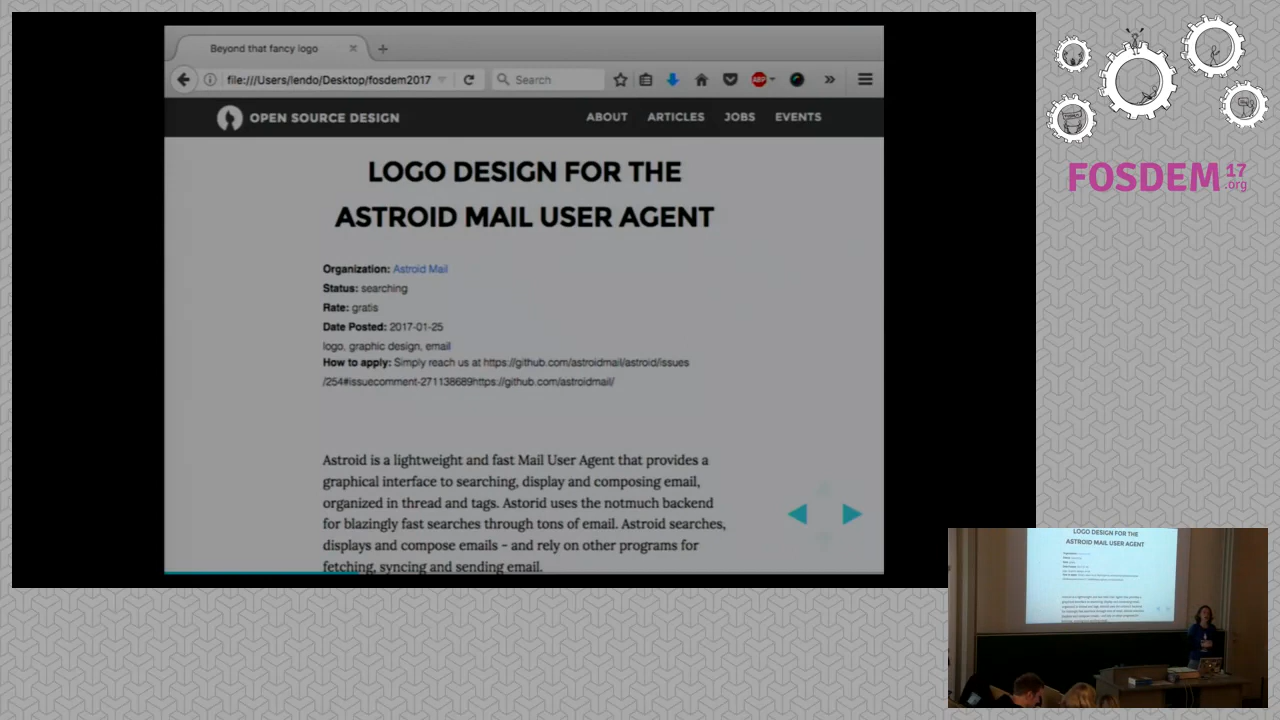 Beyond that fancy logo
file:///Users/lendo/Desktop/fosdem2017
Search
ABP
OPEN SOURCE DESIGN
ABOUT ARTICLES JOBS EVENTS
LOGO DESIGN FOR THE
ASTROID MAIL USER AGENT
Organization: Astroid Mail
Status: searching
Rate: gratis
Date Posted: 2017-01-25
logo, graphic design, email
How to apply: Simply reach us at https://github.com/astroidmail/astroid/issues
/254#issuecomment-271138689https://github.com/astroidmail/
Astroid is a lightweight and fast Mail User Agent that provides a
graphical interface to searching, display and composing email,
organized in thread and tags. Astorid uses the notmuch backend
for blazingly fast searches through tons of email. Astroid searches,
displays and compose emails - and rely on other programs for
fetching, syncing and sending email.
FOSDEM 17
.org
LOGO DESIGN FOR THE
ASTROID MAIL USER AGENT